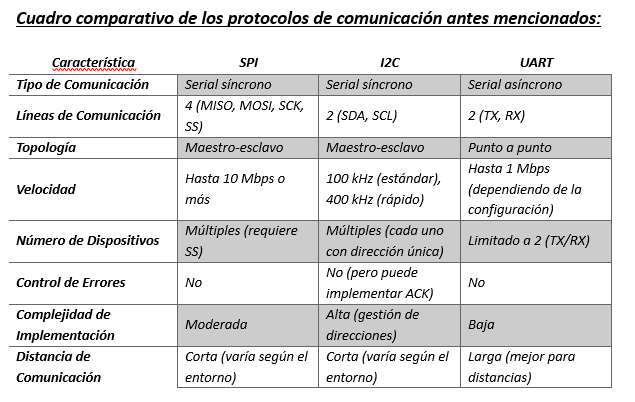 Cuadro comparativo de los protocolos de comunicación antes mencionados:
Característica SPI I2C UART
Tipo de Comunicación Serial síncrono Serial síncrono Serial asíncrono
Líneas de Comunicación 4 (MISO, MOSI, SCK, SS) 2 (SDA, SCL) 2 (TX, RX)
Topología Maestro-esclavo Maestro-esclavo Punto a punto
Velocidad Hasta 10 Mbps o más 100 kHz (estándar), 400 kHz (rápido) Hasta 1 Mbps (dependiendo de la configuración)
Número de Dispositivos Múltiples (requiere SS) Múltiples (cada uno con dirección única) Limitado a 2 (TX/RX)
Control de Errores No No (pero puede implementar ACK) No
Complejidad de Implementación Moderada Alta (gestión de direcciones) Baja
Distancia de Comunicación Corta (varía según el entorno) Corta (varía según el entorno) Larga (mejor para distancias)